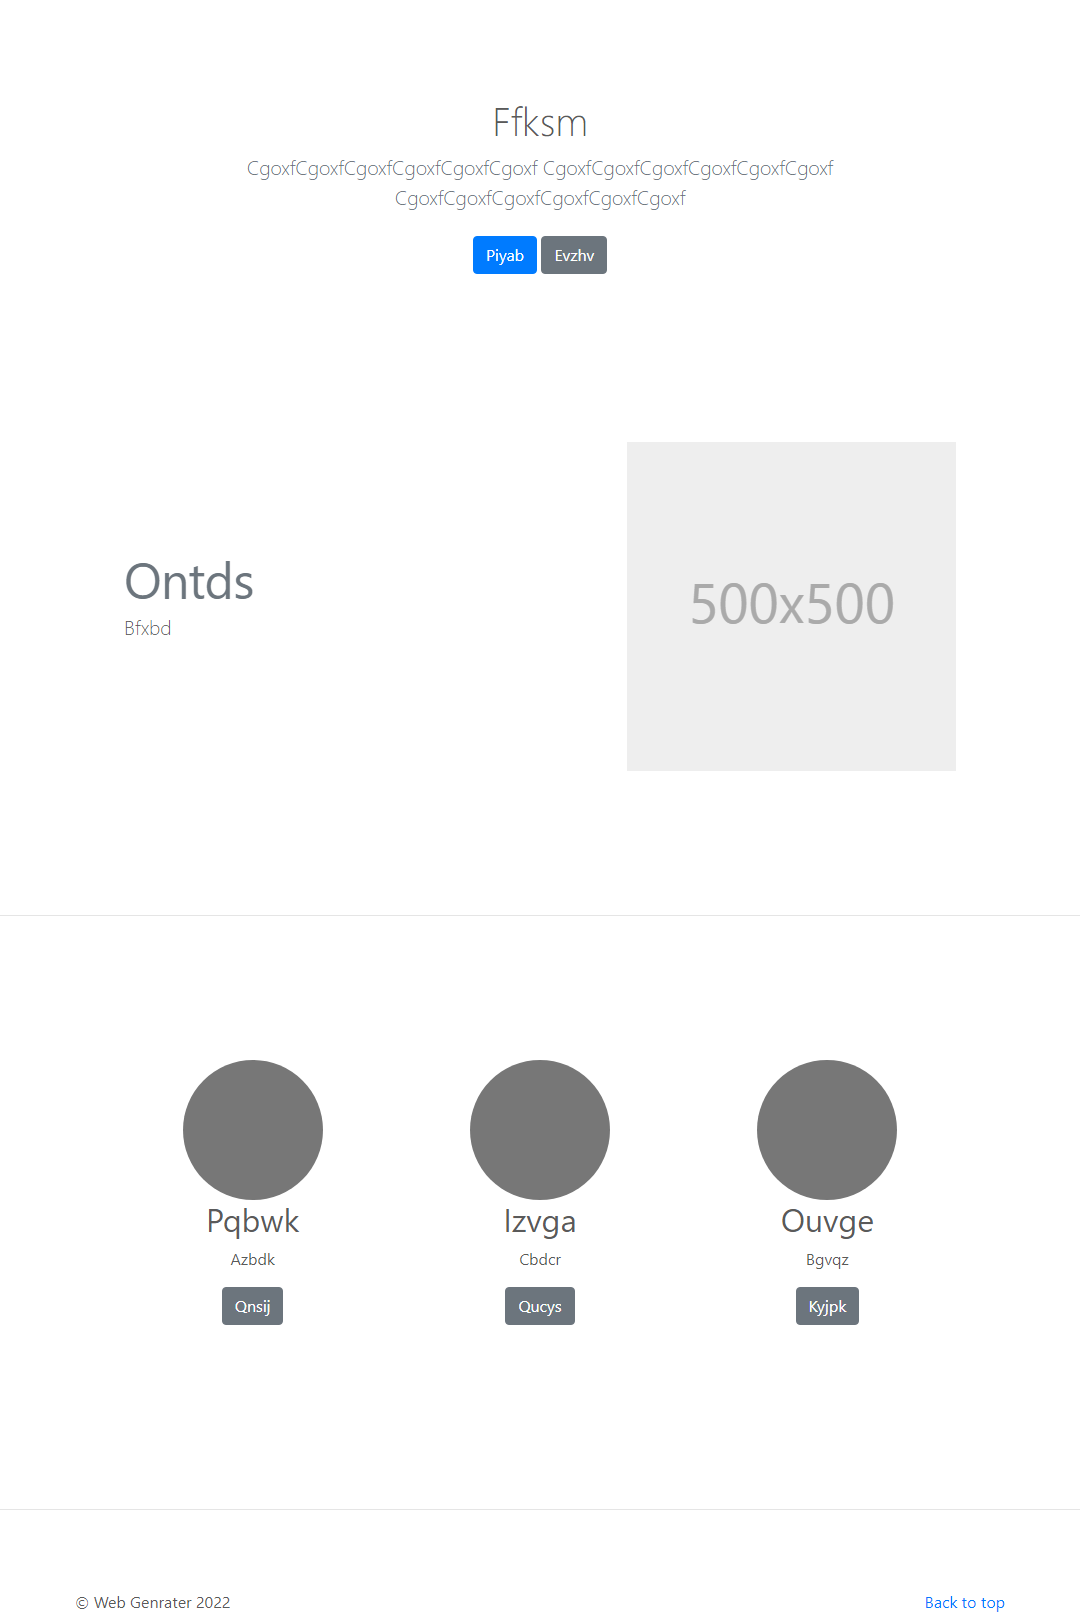 Ffksm
CgoxfCgoxfCgoxfCgoxfCgoxfCgoxf CgoxfCgoxfCgoxfCgoxfCgoxfCgoxf
CgoxfCgoxfCgoxfCgoxfCgoxfCgoxf
Piyab Evzhv
Ontds
Bfxbd
500x500
Pqbwk
Azbdk
Qnsij
Izvga
Cbdcr
Qucys
Ouvge
Bgvqz
Kyjpk
© Web Genrater 2022
Back to top